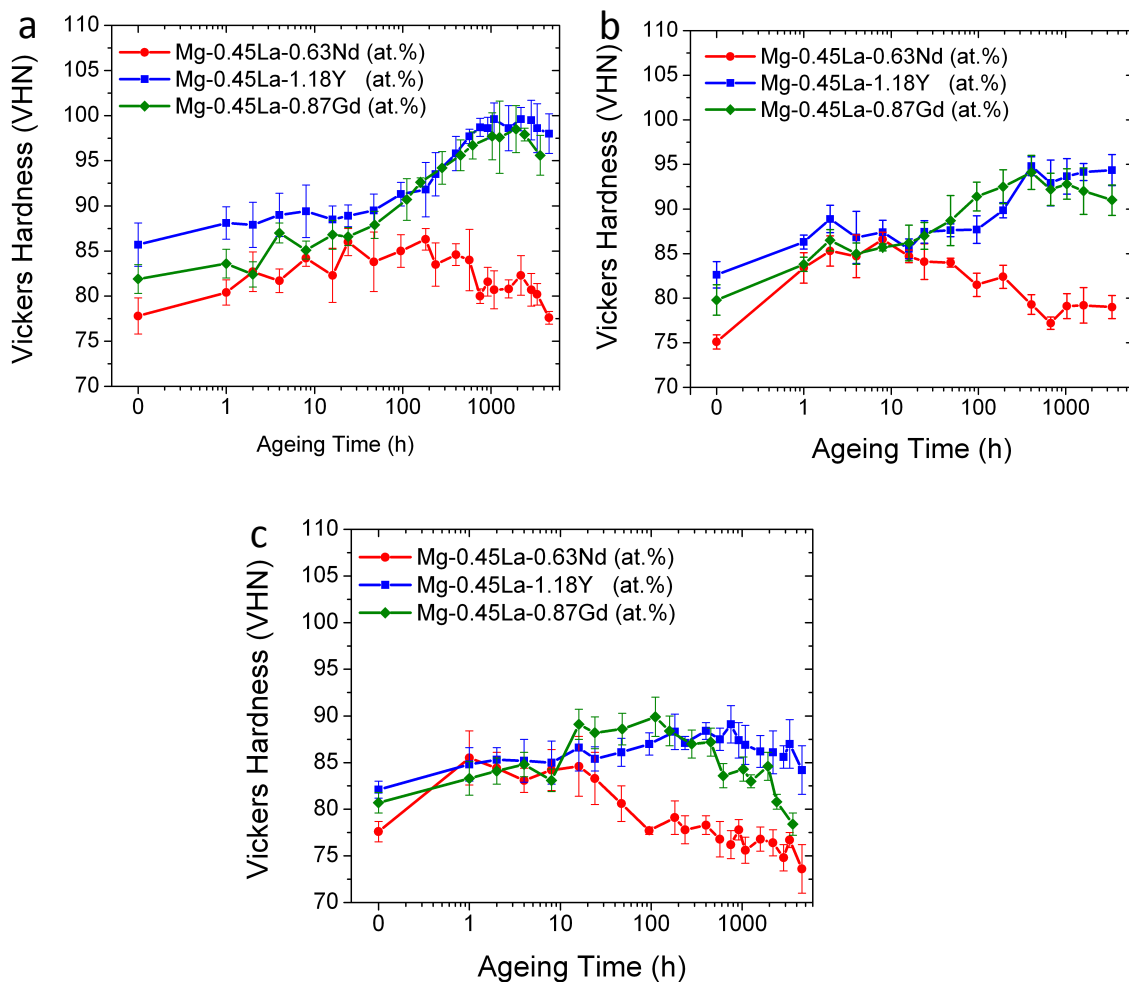 a
Vickers Hardness (VHN)
110
105
100
95
90
85
80
75
70
Mg-0.45La-0.63Nd (at.%)
Mg-0.45La-1.18Y (at.%)
Mg-0.45La-0.87Gd (at.%)
0 1 10 100 1000
Ageing Time (h)
b
Vickers Hardness (VHN)
110
105
100
95
90
85
80
75
70
Mg-0.45La-0.63Nd (at.%)
Mg-0.45La-1.18Y (at.%)
Mg-0.45La-0.87Gd (at.%)
0 1 10 100 1000
Ageing Time (h)
c
Vickers Hardness (VHN)
110
105
100
95
90
85
80
75
70
Mg-0.45La-0.63Nd (at.%)
Mg-0.45La-1.18Y (at.%)
Mg-0.45La-0.87Gd (at.%)
0 1 10 100 1000
Ageing Time (h)